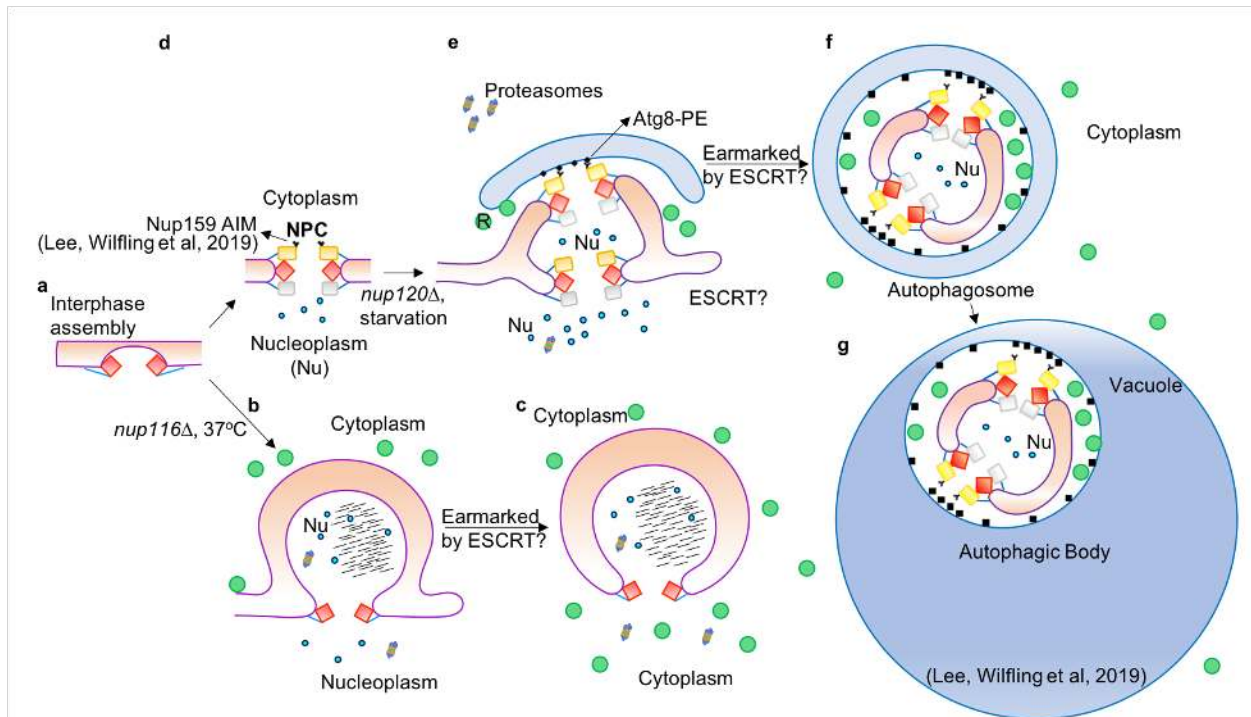 d
e
f
Proteasomes
Atg8-PE
Cytoplasm
Earmarked
by ESCRT?
Nu
Cytoplasm
Nup159 AIM
NPC
(Lee, Wilfling et al, 2019)
R
Nu
a
Interphase
assembly
nup120Δ,
starvation
ESCRT?
Nucleoplasm
(Nu)
Nu
Autophagosome
g
Vacuole
nup116Δ, 37ºC
b
Cytoplasm
c
Cytoplasm
Nu
Nu
Earmarked
by ESCRT?
Autophagic Body
Nucleoplasm
Cytoplasm
(Lee, Wilfling et al, 2019)